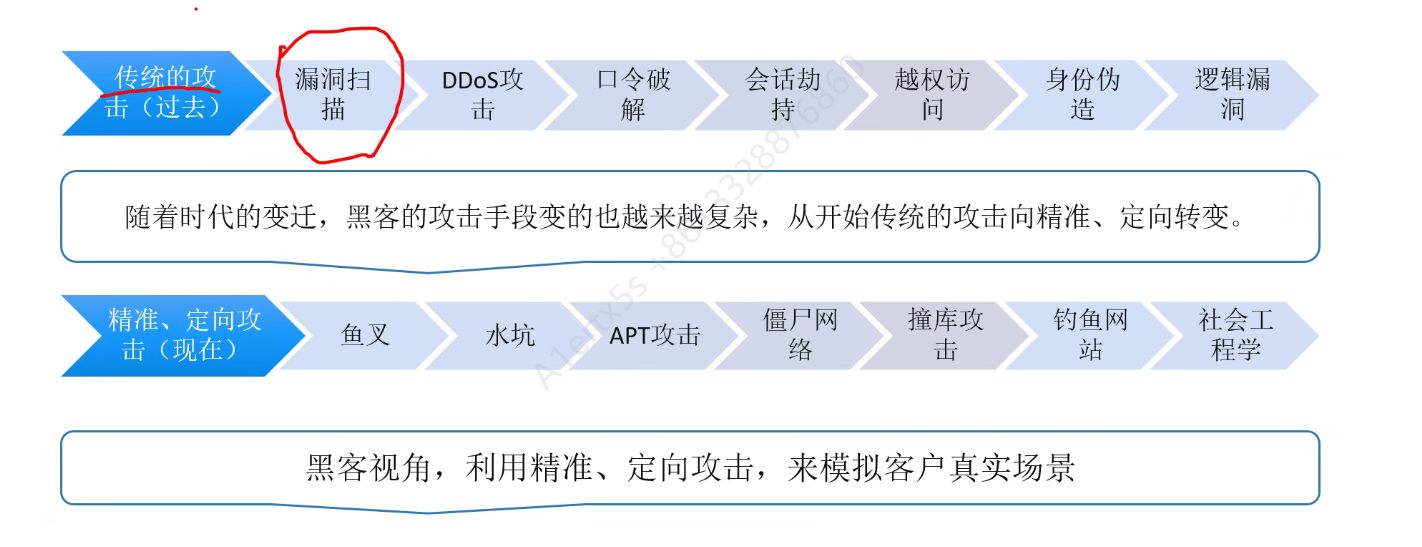 传统的攻
击（过去）
漏洞扫
描
DDoS攻
击
口令破
解
会话劫
持
越权访
问
身份伪
造
逻辑漏
洞
随着时代的变迁，黑客的攻击手段变的也越来越复杂，从开始传统的攻击向精准、定向转变。
精准、定向攻
击（现在）
鱼叉
水坑
APT攻击
僵尸网
络
撞库攻
击
钓鱼网
站
社会工
程学
黑客视角，利用精准、定向攻击，来模拟客户真实场景